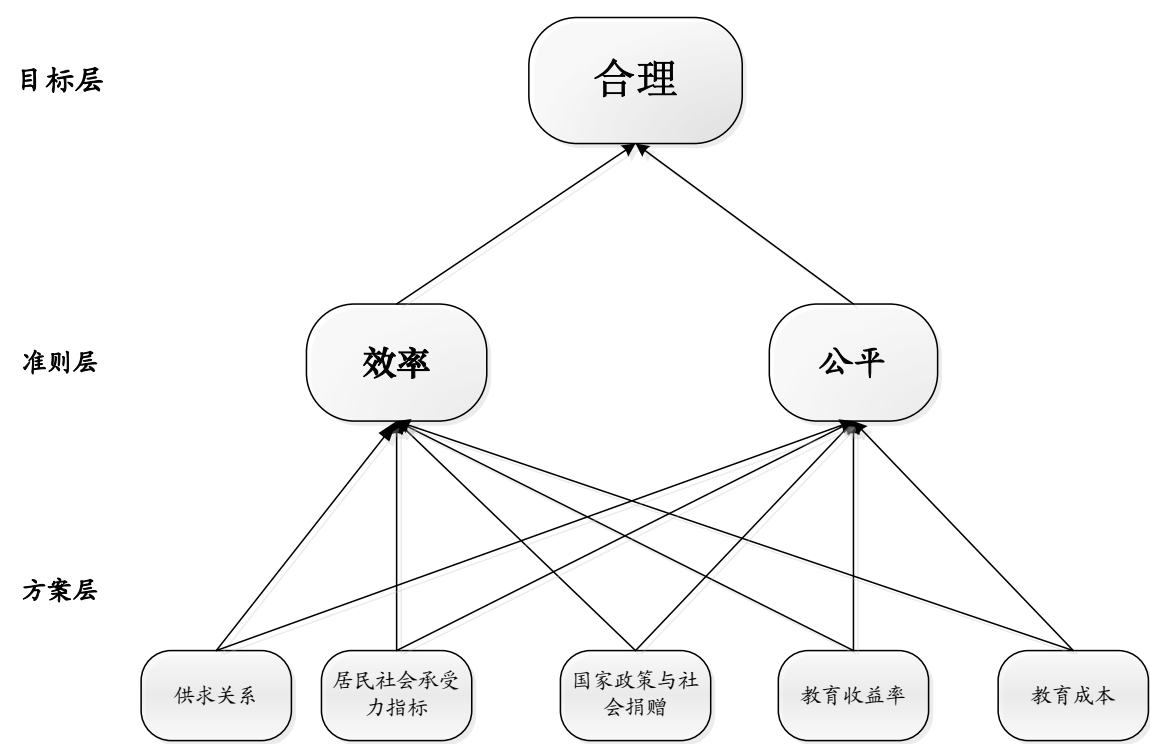 目标层
合理
准则层
效率
公平
方案层
供求关系
居民社会承受
力指标
国家政策与社
会捐赠
教育收益率
教育成本